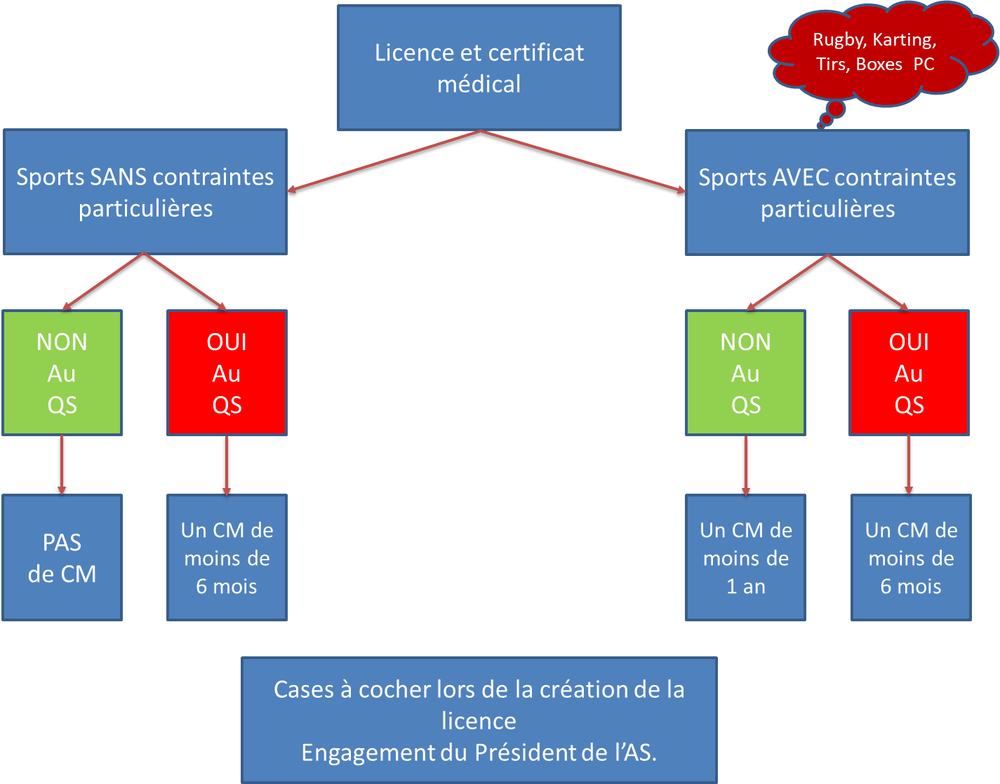 Licence et certificat
médical
Rugby, Karting,
Tirs, Boxes PC
Sports SANS contraintes
particulières
Sports AVEC contraintes
particulières
NON
Au
QS
OUI
Au
QS
NON
Au
QS
OUI
Au
QS
PAS
de CM
Un CM de
moins de
6 mois
Un CM de
moins de
1 an
Un CM de
moins de
6 mois
Cases à cocher lors de la création de la
licence
Engagement du Président de l’AS.